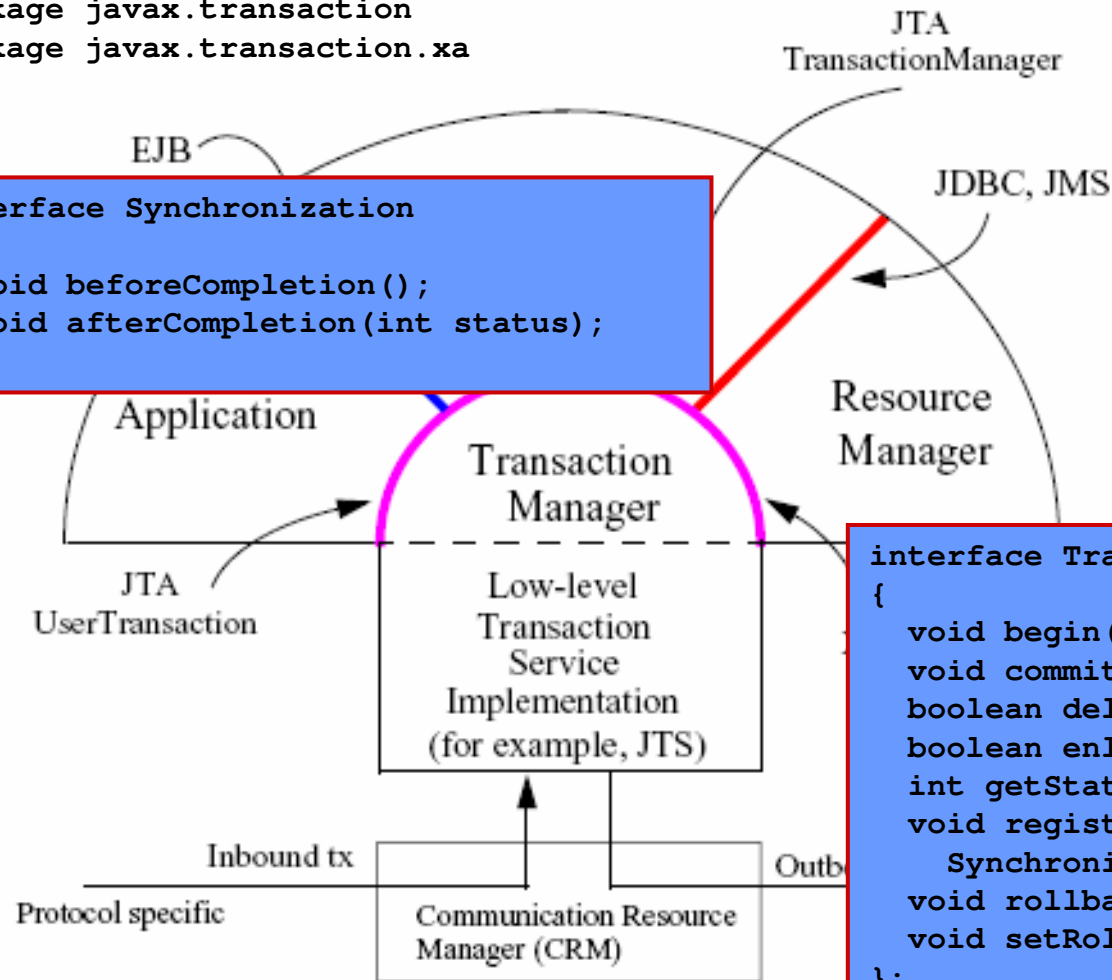 kage javax.transaction
kage javax.transaction.xa
JTA
TransactionManager
EJB
JDBC, JMS
erface Synchronization
oid beforeCompletion();
oid afterCompletion(int status);
Application
Resource
Manager
Transaction
Manager
JTA
UserTransaction
Low-level
Transaction
Service
Implementation
(for example, JTS)
interface Tra
{
void begin(
void commit
boolean del
boolean enl
int getStat
void regist
Synchroni
void rollba
void setRol
};
Inbound tx
Outb
Protocol specific
Communication Resource
Manager (CRM)